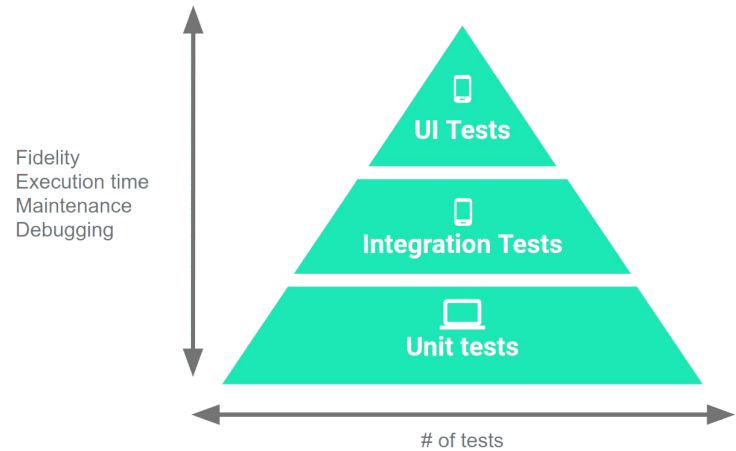 UI Tests
Fidelity
Execution time
Maintenance
Debugging
Integration Tests
Unit tests
# of tests